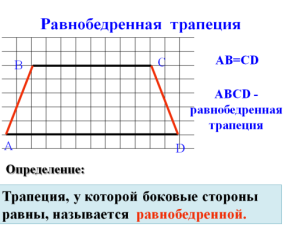 Равнобедренная трапеция
B
C
A
D
AB=CD
ABCD -
равнобедренная
трапеция
Определение:
Трапеция, у которой боковые стороны
равны, называется равнобедренной.